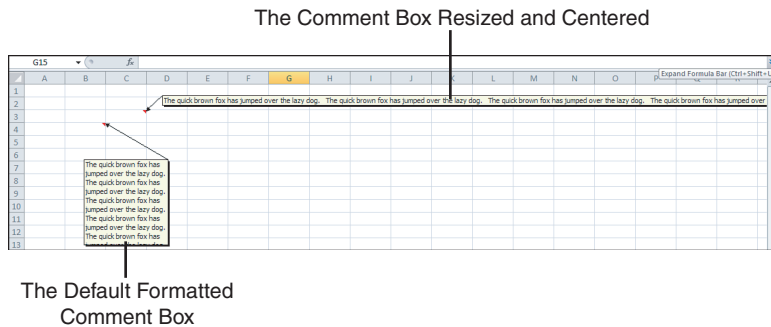 The Comment Box Resized and Centered
G15 fx
Expand Formula Bar (Ctrl+Shift+U
A B C D E F G H I J K L M N O P Q R
1
2 The quick brown fox has jumped over the lazy dog. The quick brown fox has jumped over the lazy dog. The quick brown fox has jumped over the lazy dog. The quick brown fox has jumped over
3
4
5
6
7 The quick brown fox has
jumped over the lazy dog.
8 The quick brown fox has
9 jumped over the lazy dog.
The quick brown fox has
10 jumped over the lazy dog.
11 The quick brown fox has
jumped over the lazy dog.
12 The quick brown fox has
13 jumped over the lazy dog.
The Default Formatted
Comment Box